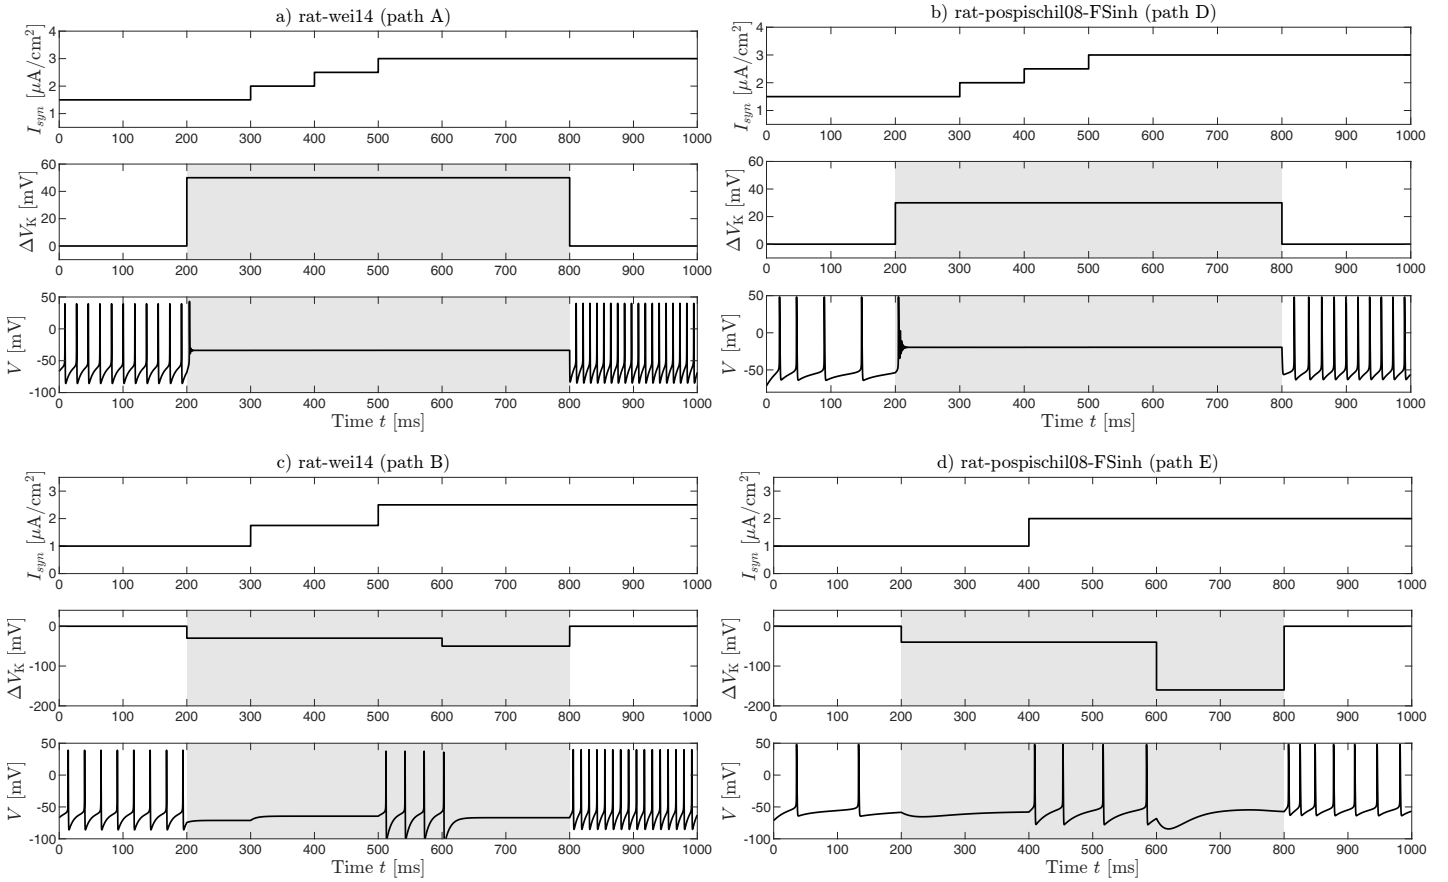 a) rat-wei14 (path A)
I_syn [μA/cm²]
4
3
2
1
0 100 200 300 400 500 600 700 800 900 1000
ΔV_K [mV]
60
40
20
0
0 100 200 300 400 500 600 700 800 900 1000
V [mV]
50
0
-50
-100
0 100 200 300 400 500 600 700 800 900 1000
Time t [ms]
b) rat-pospischil08-FSinh (path D)
I_syn [μA/cm²]
4
3
2
1
0 100 200 300 400 500 600 700 800 900 1000
ΔV_K [mV]
60
40
20
0
0 100 200 300 400 500 600 700 800 900 1000
V [mV]
50
0
-50
0 100 200 300 400 500 600 700 800 900 1000
Time t [ms]
c) rat-wei14 (path B)
I_syn [μA/cm²]
3
2
1
0
0 100 200 300 400 500 600 700 800 900 1000
ΔV_K [mV]
0
-100
-200
0 100 200 300 400 500 600 700 800 900 1000
V [mV]
50
0
-50
-100
0 100 200 300 400 500 600 700 800 900 1000
Time t [ms]
d) rat-pospischil08-FSinh (path E)
I_syn [μA/cm²]
3
2
1
0
0 100 200 300 400 500 600 700 800 900 1000
ΔV_K [mV]
0
-100
-200
0 100 200 300 400 500 600 700 800 900 1000
V [mV]
50
0
-50
-100
0 100 200 300 400 500 600 700 800 900 1000
Time t [ms]